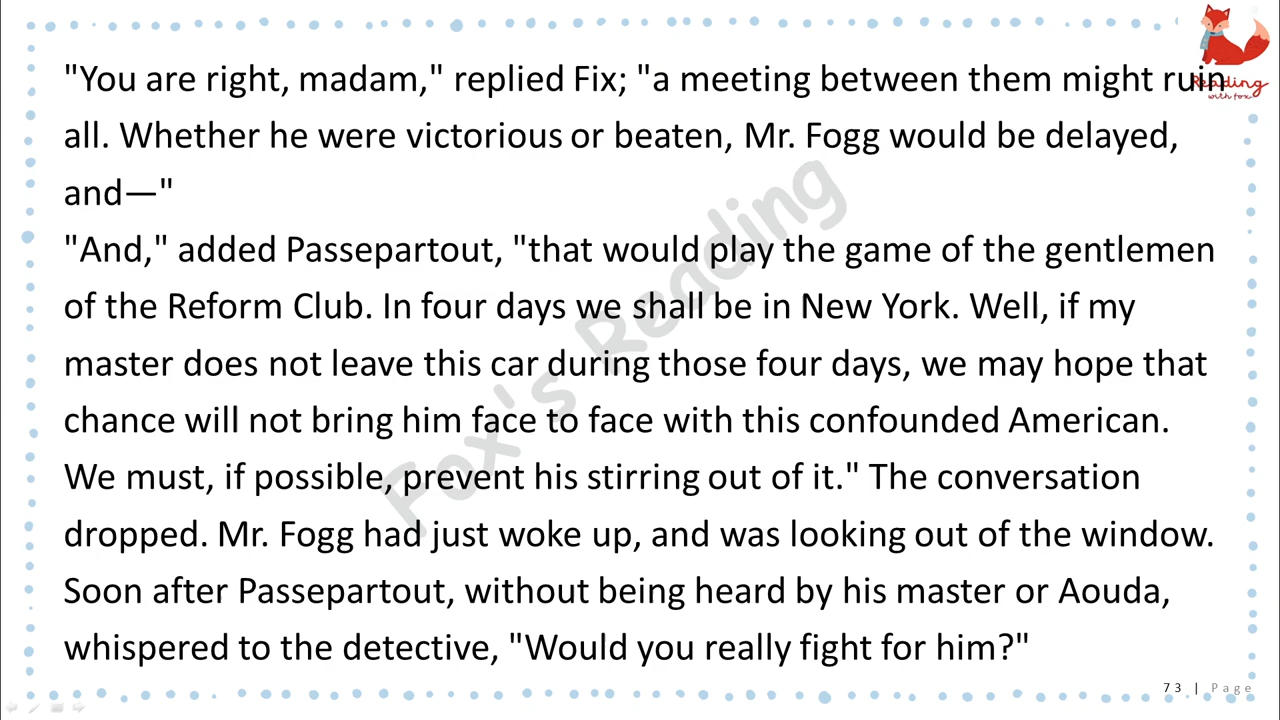 "You are right, madam," replied Fix; "a meeting between them might ruin
all. Whether he were victorious or beaten, Mr. Fogg would be delayed,
and—"
"And," added Passepartout, "that would play the game of the gentlemen
of the Reform Club. In four days we shall be in New York. Well, if my
master does not leave this car during those four days, we may hope that
chance will not bring him face to face with this confounded American.
We must, if possible, prevent his stirring out of it." The conversation
dropped. Mr. Fogg had just woke up, and was looking out of the window.
Soon after Passepartout, without being heard by his master or Aouda,
whispered to the detective, "Would you really fight for him?"
Reading
with fox
Fox's Reading
73 | Page